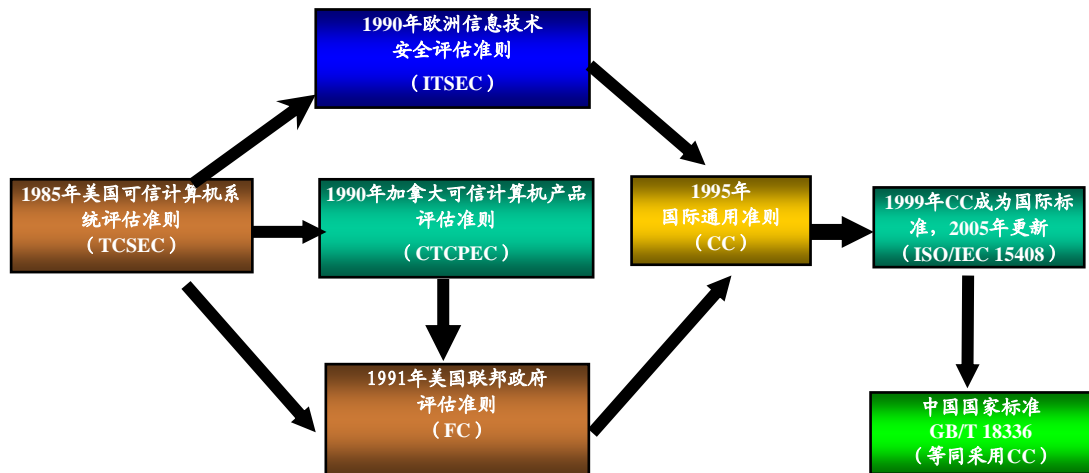 1990年欧洲信息技术
安全评估准则
（ITSEC）
1985年美国可信计算机系
统评估准则
（TCSEC）
1990年加拿大可信计算机产品
评估准则
（CTCPEC）
1995年
国际通用准则
（CC）
1999年CC成为国际标
准，2005年更新
（ISO/IEC 15408）
1991年美国联邦政府
评估准则
（FC）
中国国家标准
GB/T 18336
（等同采用CC）